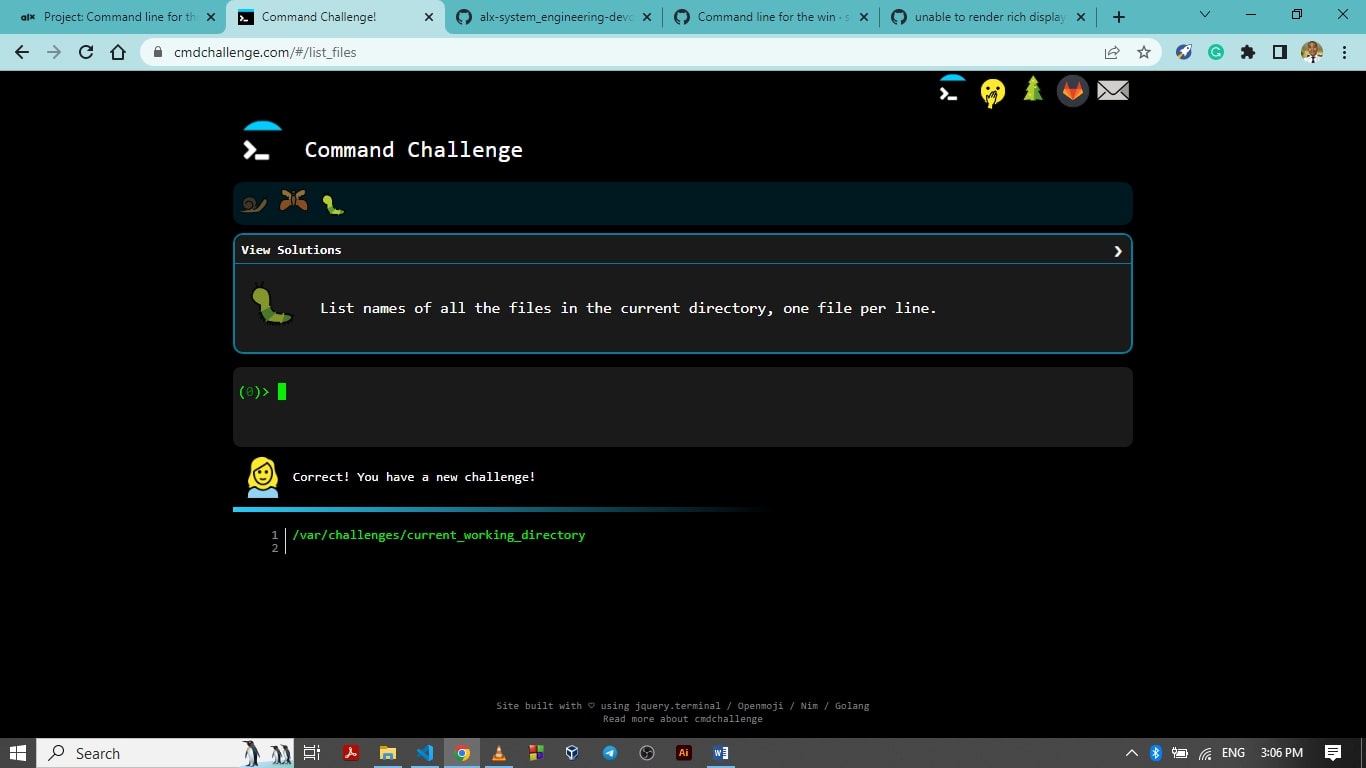 alx Project: Command line for th
Command Challenge!
alx-system_engineering-devo
Command line for the win · s
unable to render rich display
cmdchallenge.com/#/list_files
Command Challenge
View Solutions
List names of all the files in the current directory, one file per line.
(0)>
Correct! You have a new challenge!
1 /var/challenges/current_working_directory
2
Site built with ♡ using jquery.terminal / Openmoji / Nim / Golang
Read more about cmdchallenge
Search
Ai
W
ENG 3:06 PM